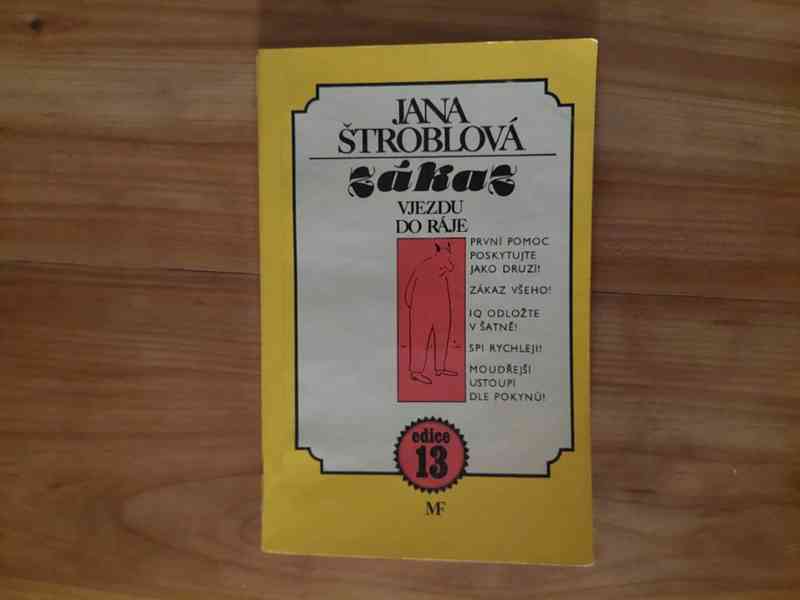 JANA
ŠTROBLOVÁ
zákaz
VJEZDU
DO RÁJE
PRVNÍ POMOC
POSKYTUJTE
JAKO DRUZÍ!
ZÁKAZ VŠEHO!
IQ ODLOŽTE
V ŠATNĚ!
SPI RYCHLEJI!
MOUDŘEJŠÍ
USTOUPÍ
DLE POKYNŮ!
edice
13
MF